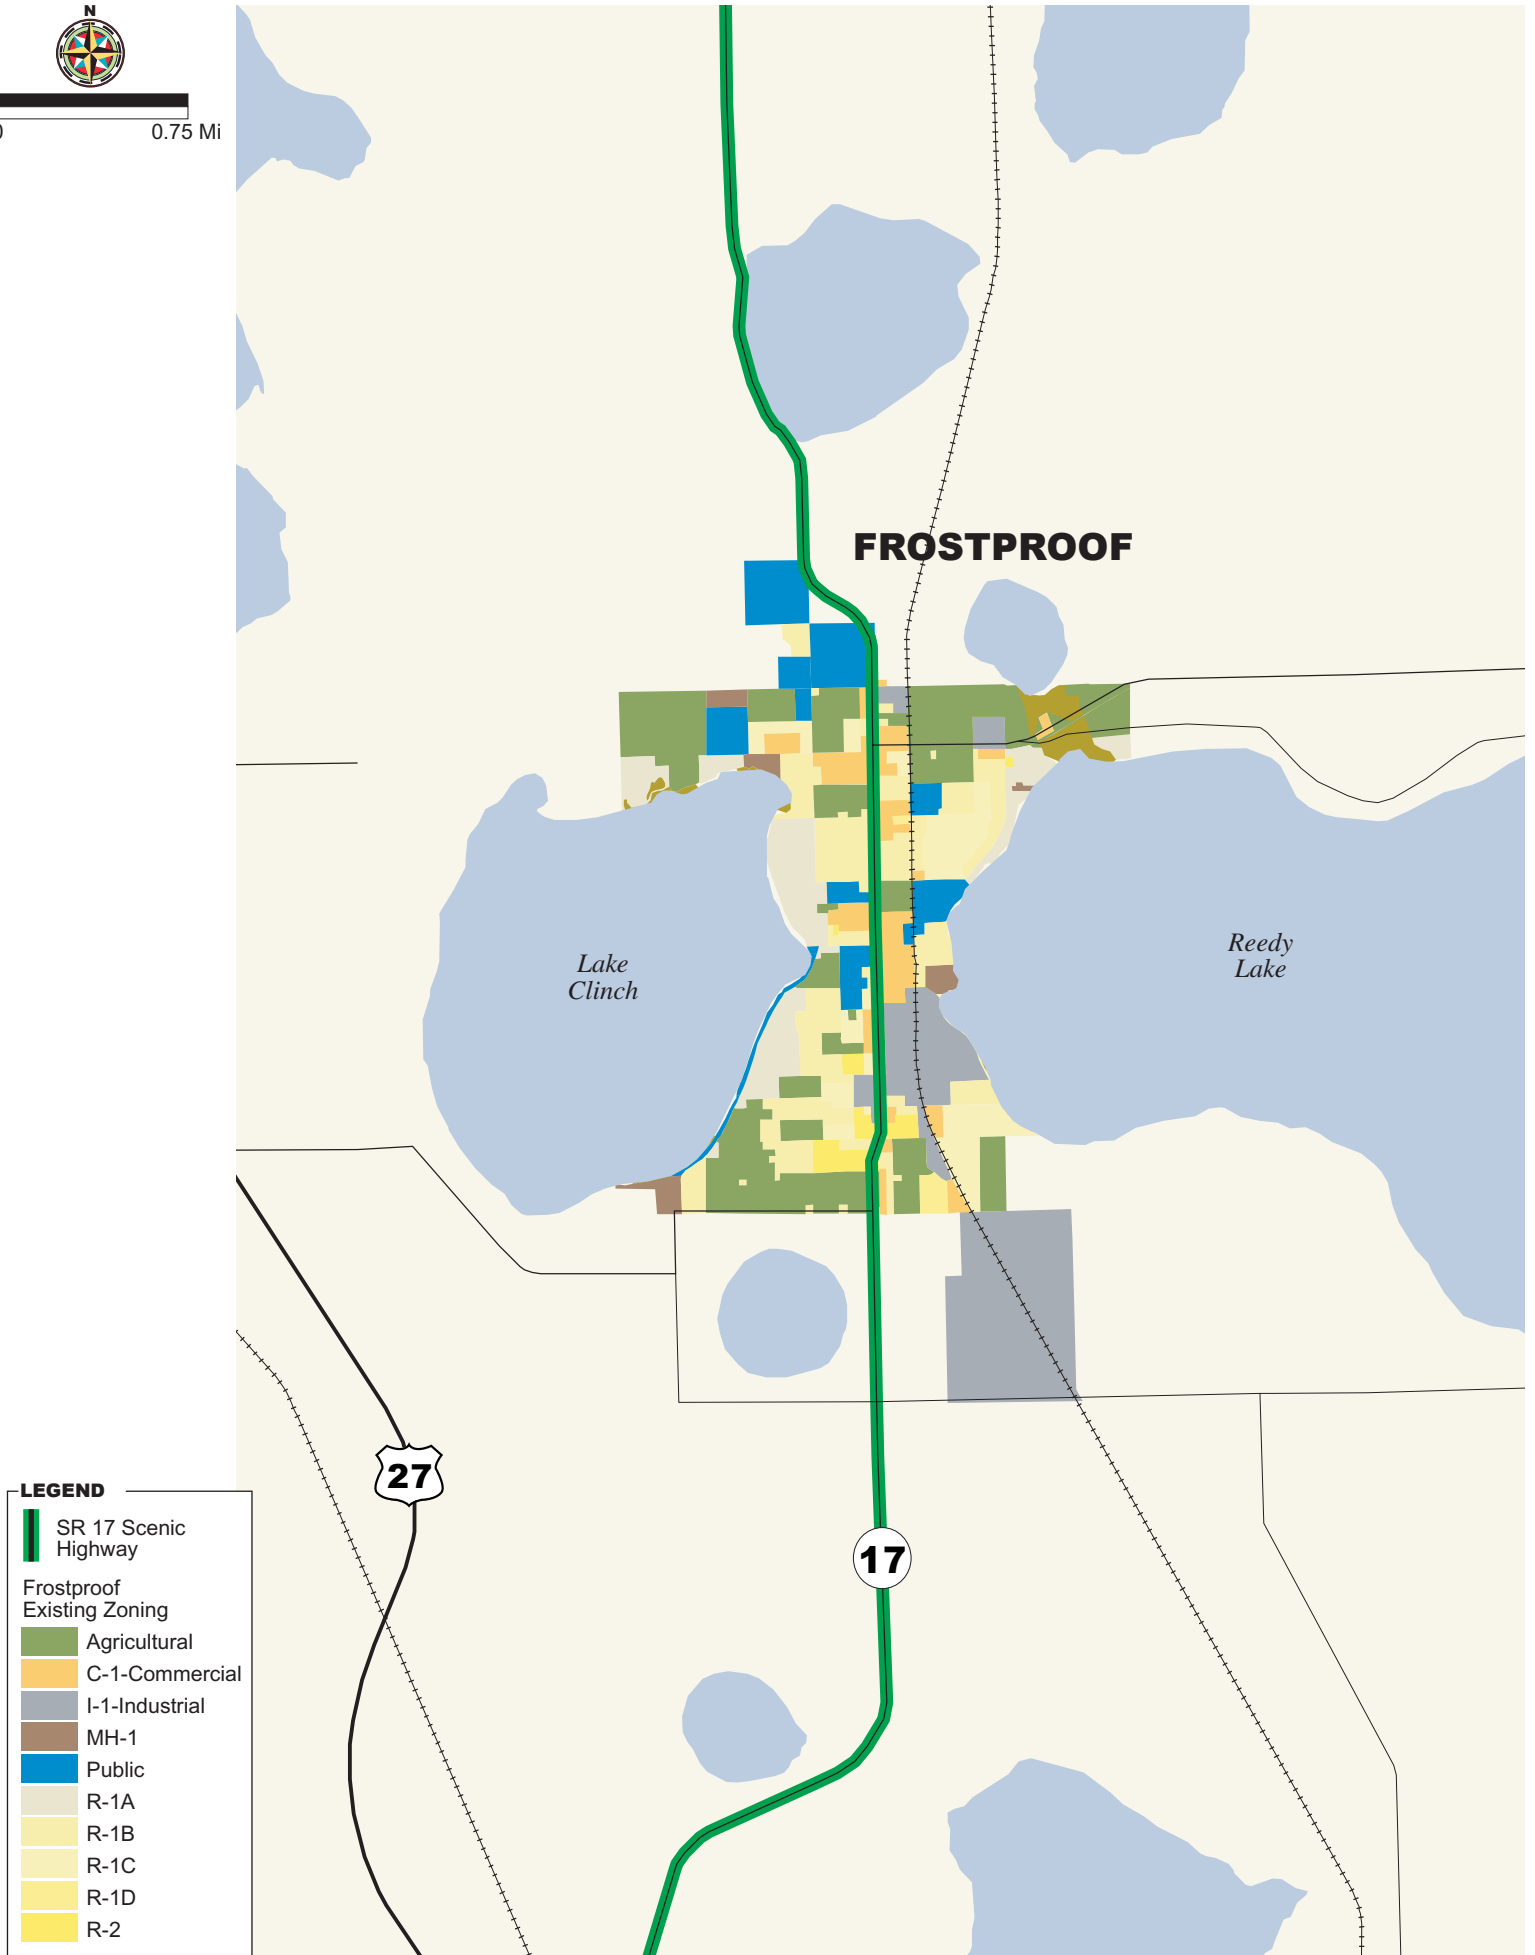 N
0
0.75 Mi
FROSTPROOF
Lake
Clinch
Reedy
Lake
27
17
LEGEND
SR 17 Scenic
Highway
Frostproof
Existing Zoning
Agricultural
C-1-Commercial
I-1-Industrial
MH-1
Public
R-1A
R-1B
R-1C
R-1D
R-2